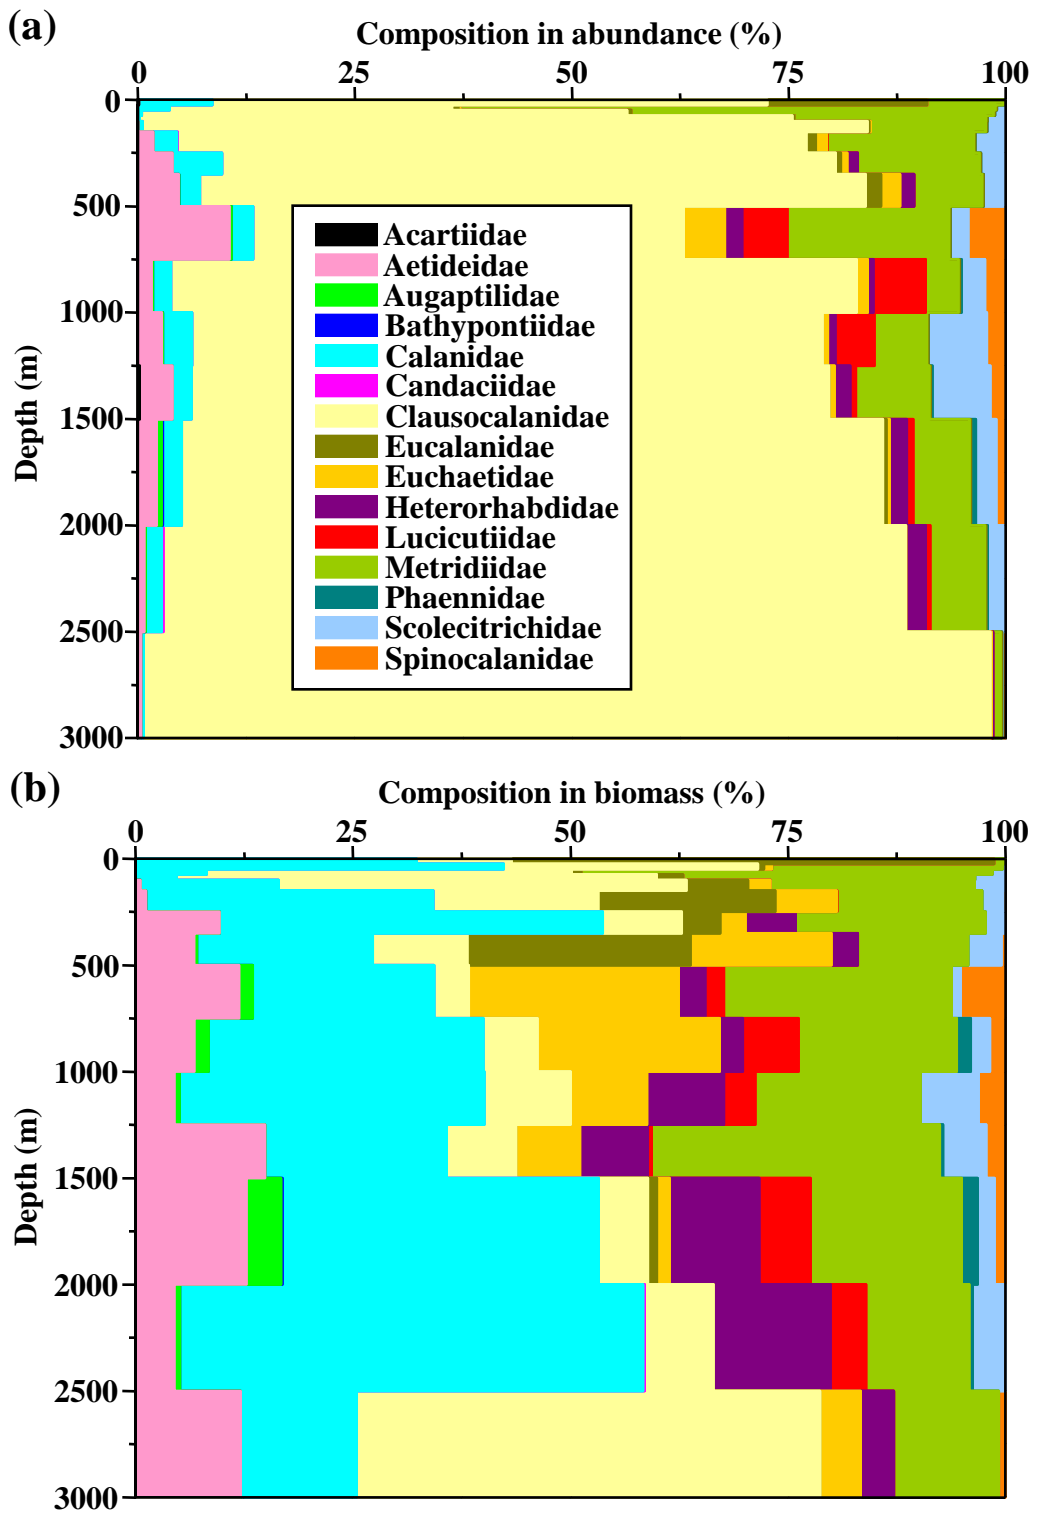 (a)
Composition in abundance (%)
0 25 50 75 100
0
500
1000
1500
2000
2500
3000
Depth (m)
Acartiidae
Aetideidae
Augaptilidae
Bathypontiidae
Calanidae
Candaciidae
Clausocalanidae
Eucalanidae
Euchaetidae
Heterorhabdidae
Lucicutiidae
Metridiidae
Phaennidae
Scolecitrichidae
Spinocalanidae
(b)
Composition in biomass (%)
0 25 50 75 100
0
500
1000
1500
2000
2500
3000
Depth (m)